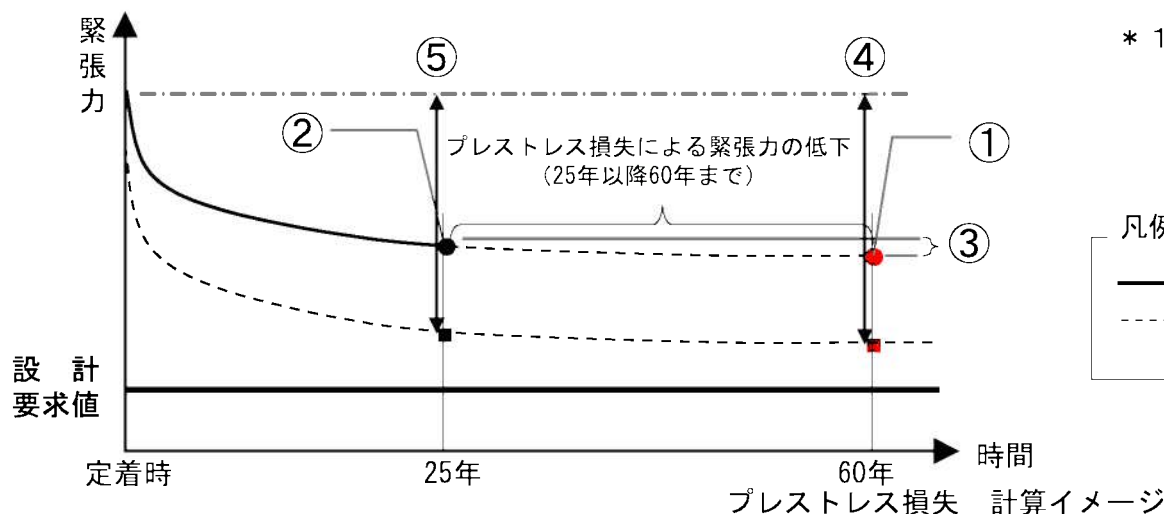 緊張力
* 1
⑤
④
②
プレストレス損失による緊張力の低下
(25年以降60年まで)
①
③
凡例
設 計
要求値
定着時
25年
60年
時間
プレストレス損失 計算イメージ